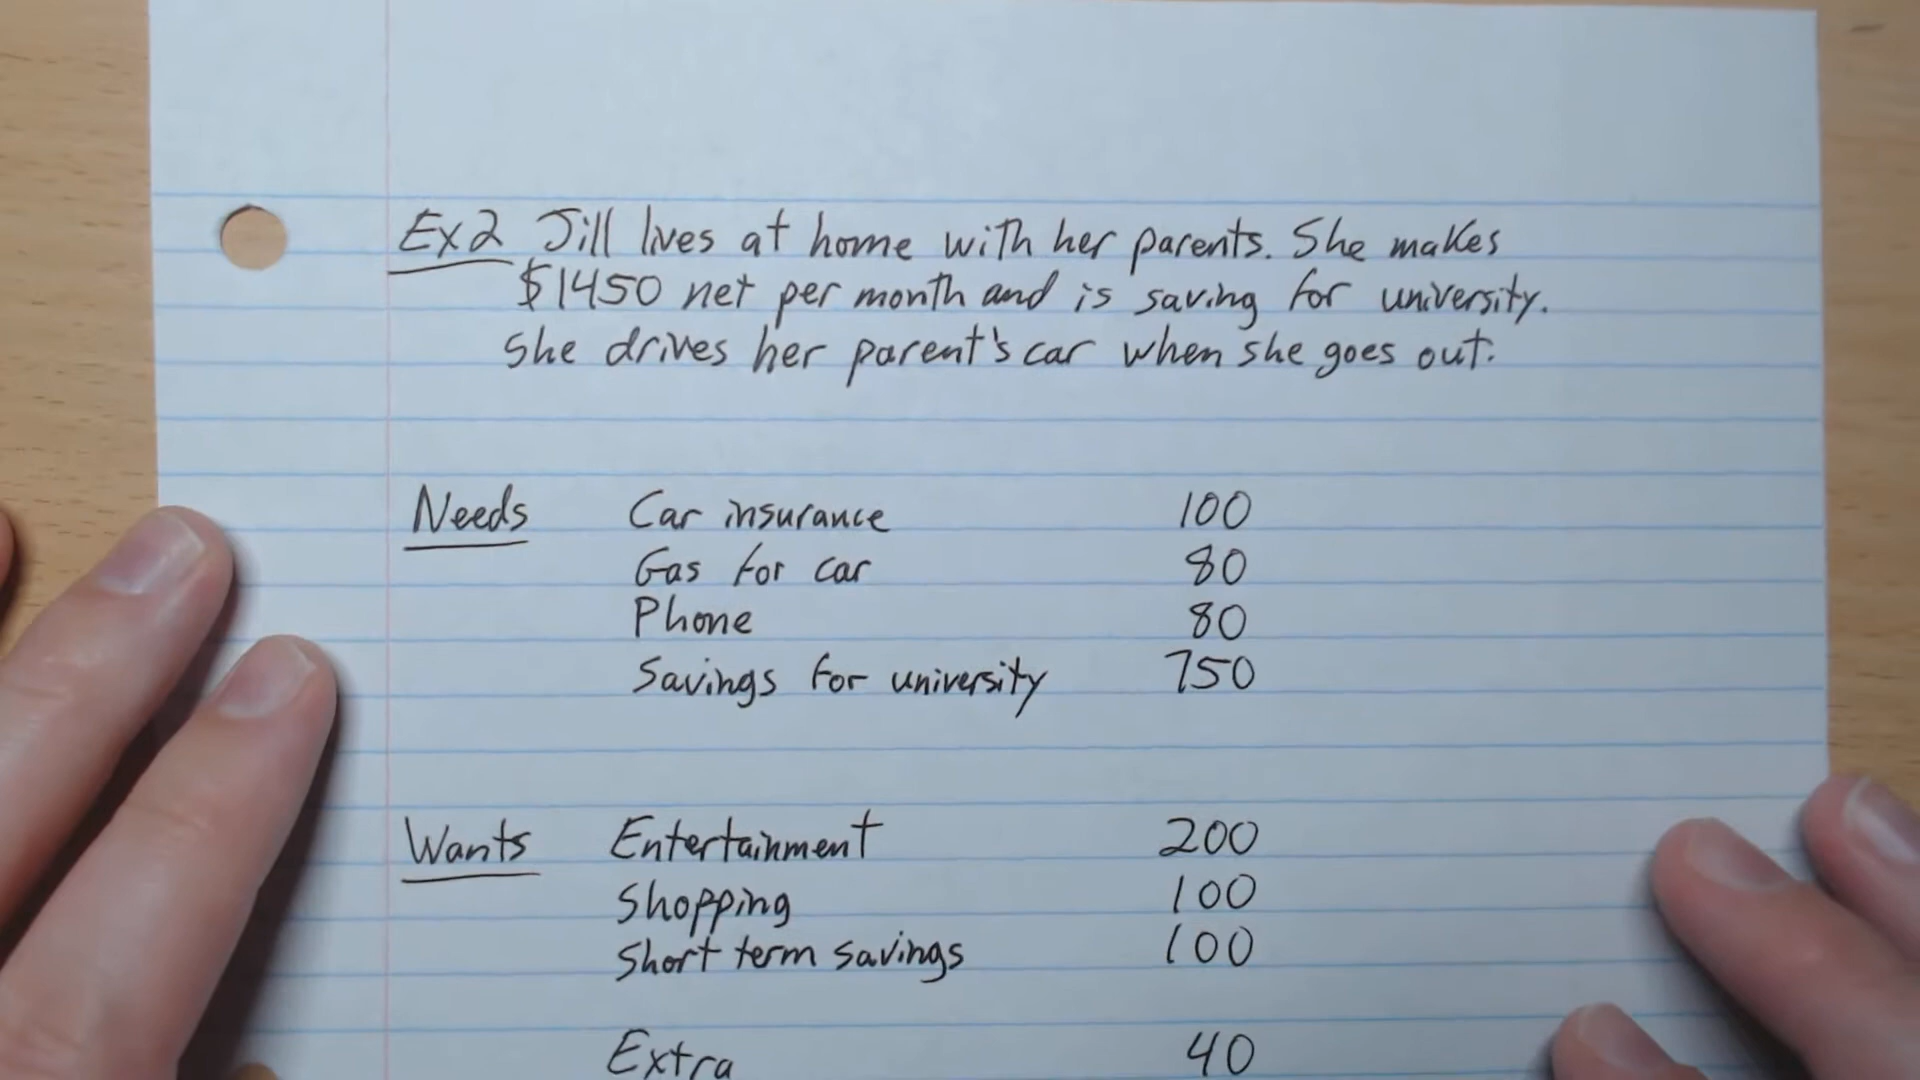 Ex2 Jill lives at home with her parents. She makes
$1450 net per month and is saving for university.
She drives her parent's car when she goes out.
Needs Car insurance 100
Gas for car 80
Phone 80
Savings for university 750
Wants Entertainment 200
Shopping 100
Short term savings 100
Extra 40